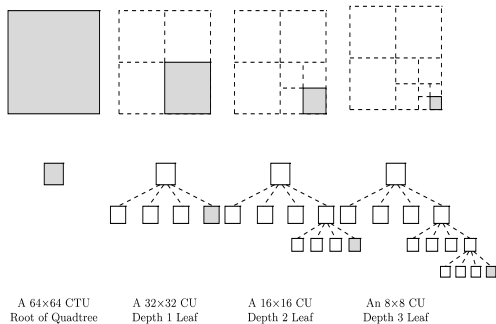 A 64×64 CTU
Root of Quadtree
A 32×32 CU
Depth 1 Leaf
A 16×16 CU
Depth 2 Leaf
An 8×8 CU
Depth 3 Leaf